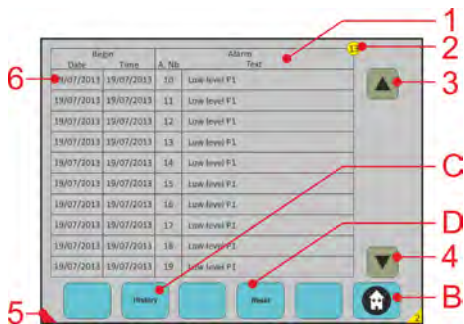 1
Begin Alarm
13
2
Date Time A. Nb Text
3
6
19/07/2013 19/07/2013 10 Low level P1
19/07/2013 19/07/2013 11 Low level P1
19/07/2013 19/07/2013 12 Low level P1
19/07/2013 19/07/2013 13 Low level P1
19/07/2013 19/07/2013 14 Low level P1
C
19/07/2013 19/07/2013 15 Low level P1
19/07/2013 19/07/2013 16 Low level P1
D
19/07/2013 19/07/2013 17 Low level P1
19/07/2013 19/07/2013 18 Low level P1
19/07/2013 19/07/2013 19 Low level P1
4
History Reset
B
5
2